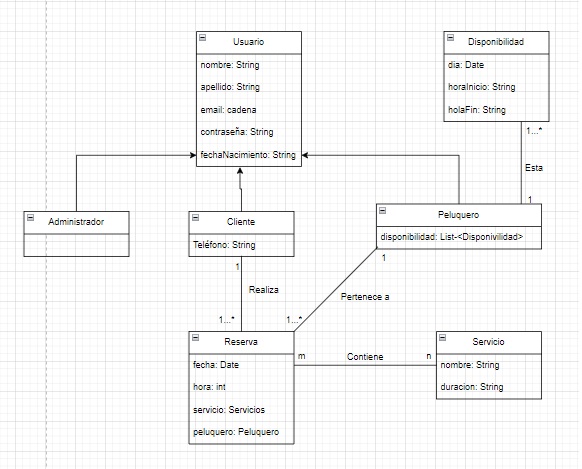 Usuario
nombre: String
apellido: String
email: cadena
contraseña: String
fechaNacimiento: String
Disponibilidad
dia: Date
horaInicio: String
holaFin: String
1...*
Esta
1
Administrador
Cliente
Teléfono: String
Peluquero
disponibilidad: List-<Disponivilidad>
1
Realiza
1...*
1
Pertenece a
1...*
Reserva
fecha: Date
hora: int
servicio: Servicios
peluquero: Peluquero
m
Contiene
n
Servicio
nombre: String
duracion: String